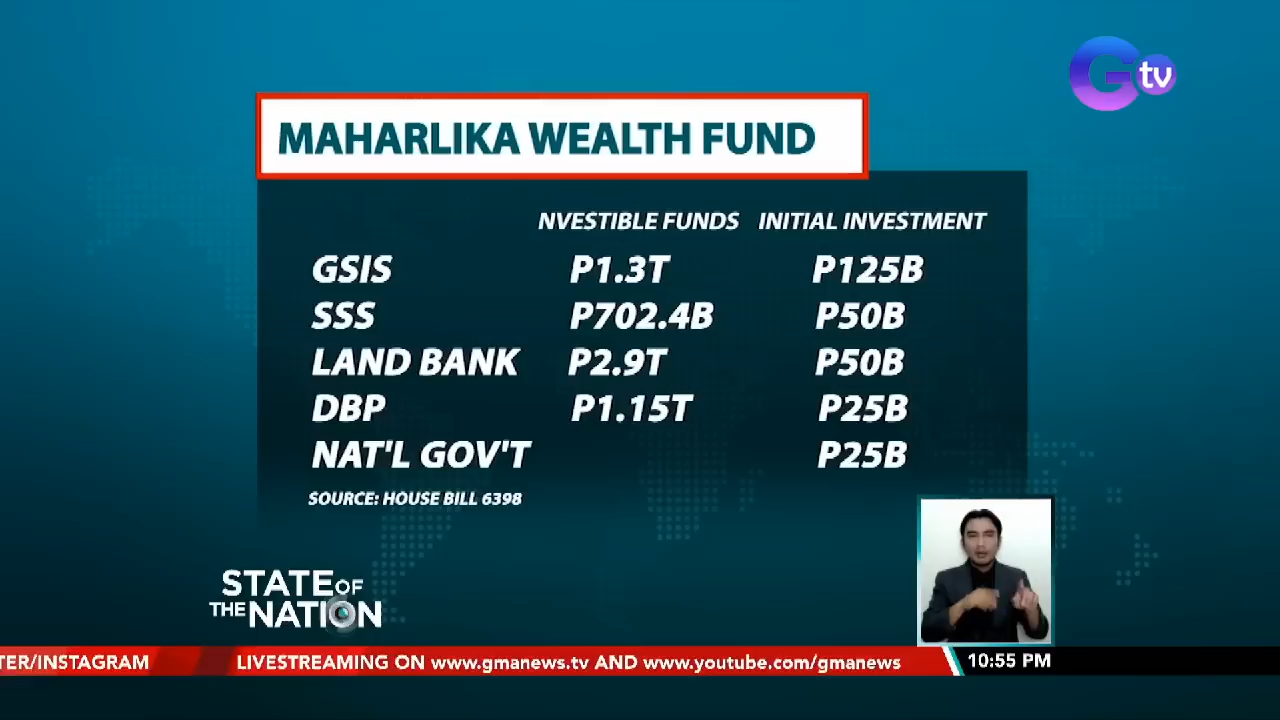 G tv
MAHARLIKA WEALTH FUND
NVESTIBLE FUNDS INITIAL INVESTMENT
GSIS P1.3T P125B
SSS P702.4B P50B
LAND BANK P2.9T P50B
DBP P1.15T P25B
NAT'L GOV'T P25B
SOURCE: HOUSE BILL 6398
STATE OF
THE NATION
TER/INSTAGRAM LIVESTREAMING ON www.gmanews.tv AND www.youtube.com/gmanews 10:55 PM